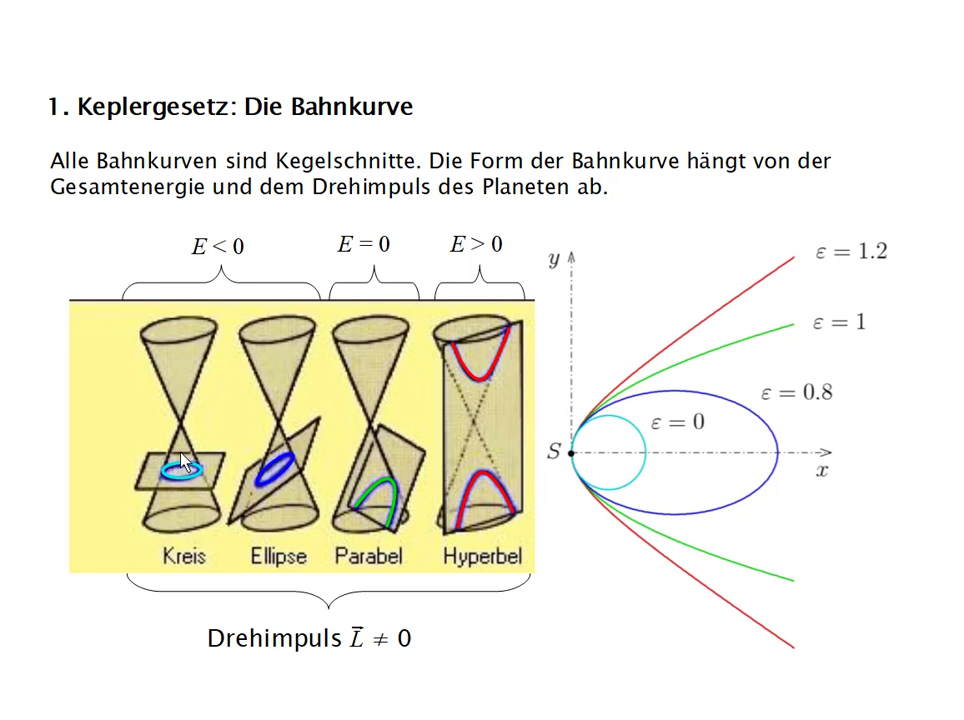 1. Keplergesetz: Die Bahnkurve
Alle Bahnkurven sind Kegelschnitte. Die Form der Bahnkurve hängt von der
Gesamtenergie und dem Drehimpuls des Planeten ab.
E < 0
E = 0
E > 0
Kreis
Ellipse
Parabel
Hyperbel
Drehimpuls L⃗ ≠ 0
y
ε = 1.2
ε = 1
ε = 0.8
ε = 0
S
x